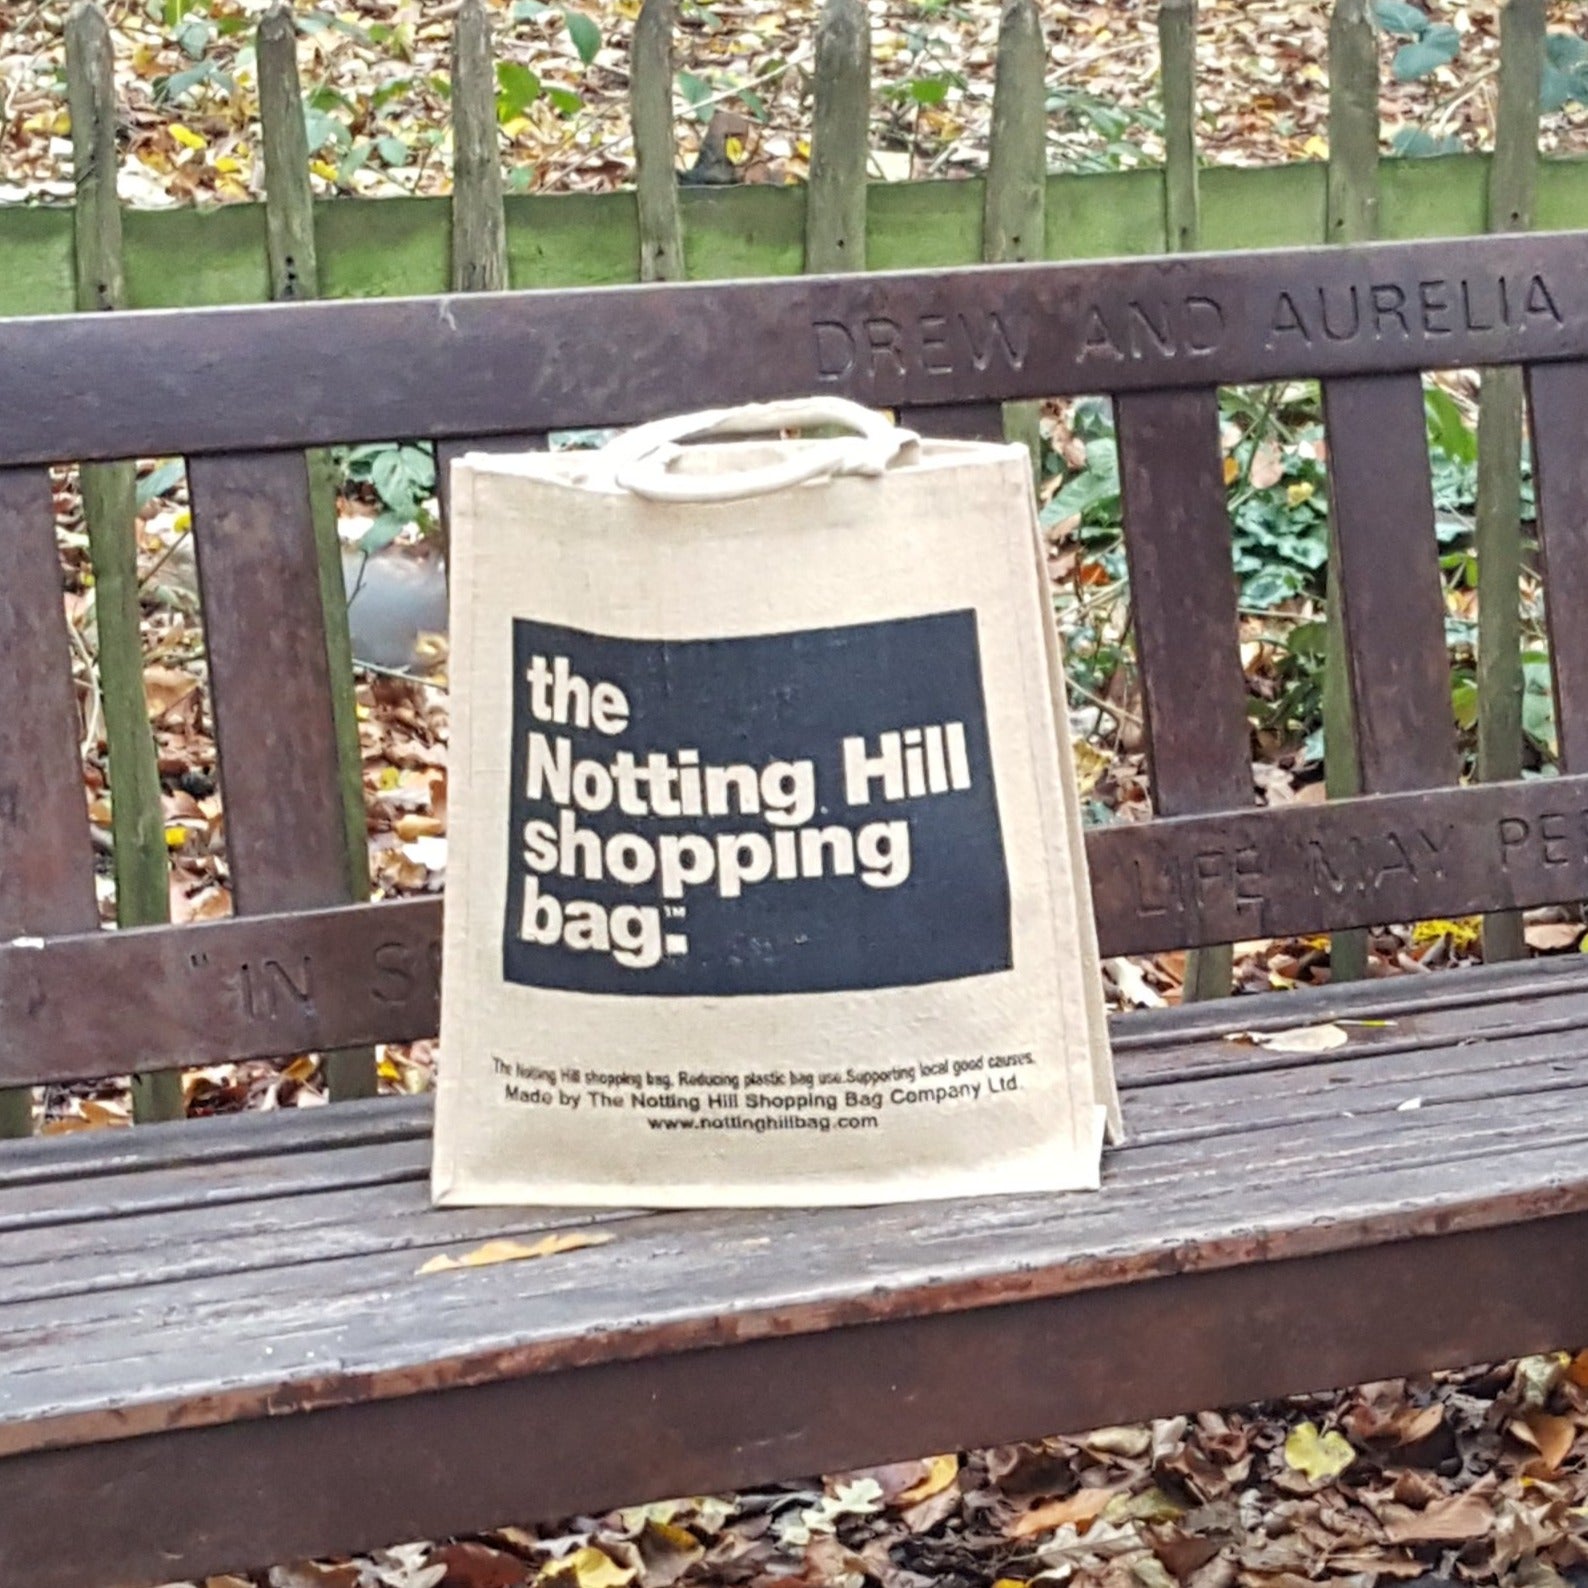 DREW AND AURELIA
the
Notting Hill
shopping
bag.™
"IN
LIFE MAY
The Notting Hill shopping bag. Reducing plastic bag use. Supporting local good causes.
Made by The Notting Hill Shopping Bag Company Ltd.
www.nottinghillbag.com